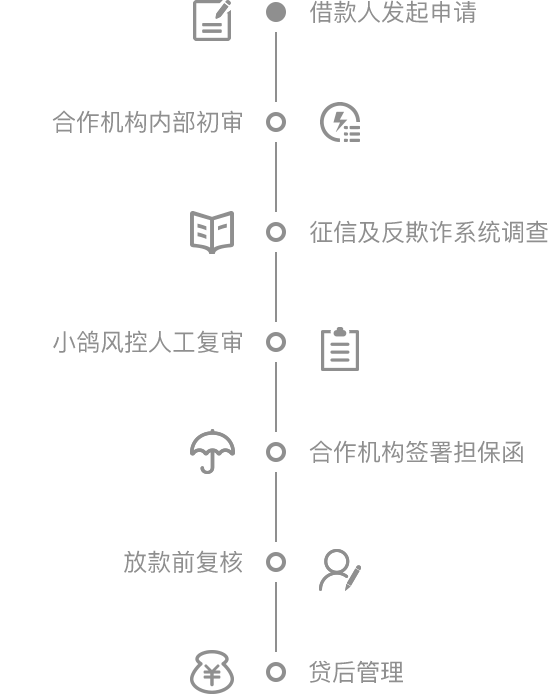 借款人发起申请
合作机构内部初审
征信及反欺诈系统调查
小鸽风控人工复审
合作机构签署担保函
放款前复核
贷后管理